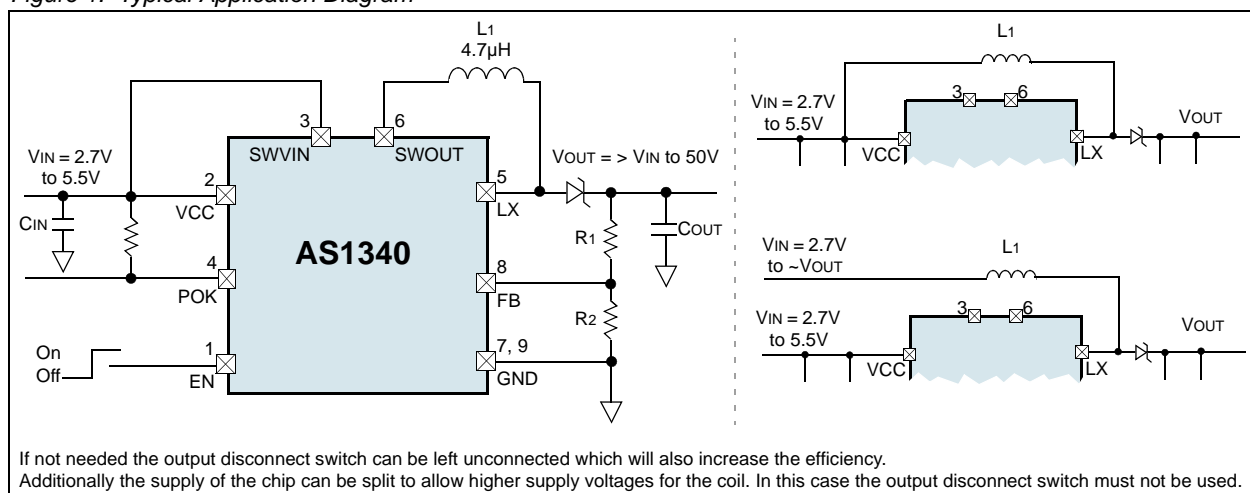 Figure 1. Typical Application Diagram
L1
4.7µH
3
6
SWVIN
SWOUT
VIN = 2.7V
to 5.5V
2
VCC
CIN
VOUT = > VIN to 50V
5
LX
AS1340
R1
COUT
4
POK
8
FB
R2
On
Off
1
EN
7, 9
GND
L1
3
6
VIN = 2.7V
to 5.5V
VCC
LX
VOUT
VIN = 2.7V
to ~VOUT
L1
3
6
VIN = 2.7V
to 5.5V
VCC
LX
VOUT
If not needed the output disconnect switch can be left unconnected which will also increase the efficiency.
Additionally the supply of the chip can be split to allow higher supply voltages for the coil. In this case the output disconnect switch must not be used.